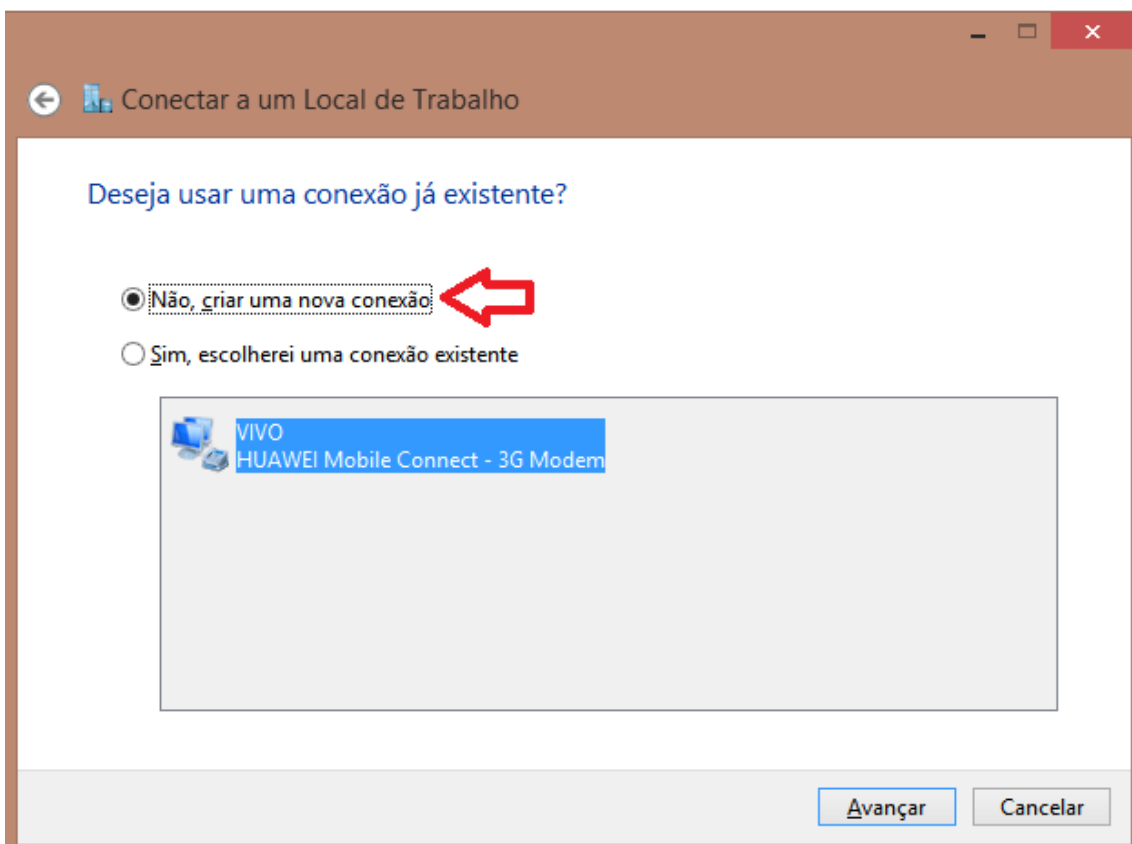 Conectar a um Local de Trabalho
Deseja usar uma conexão já existente?
Não, criar uma nova conexão
Sim, escolherei uma conexão existente
VIVO
HUAWEI Mobile Connect - 3G Modem
Avançar
Cancelar